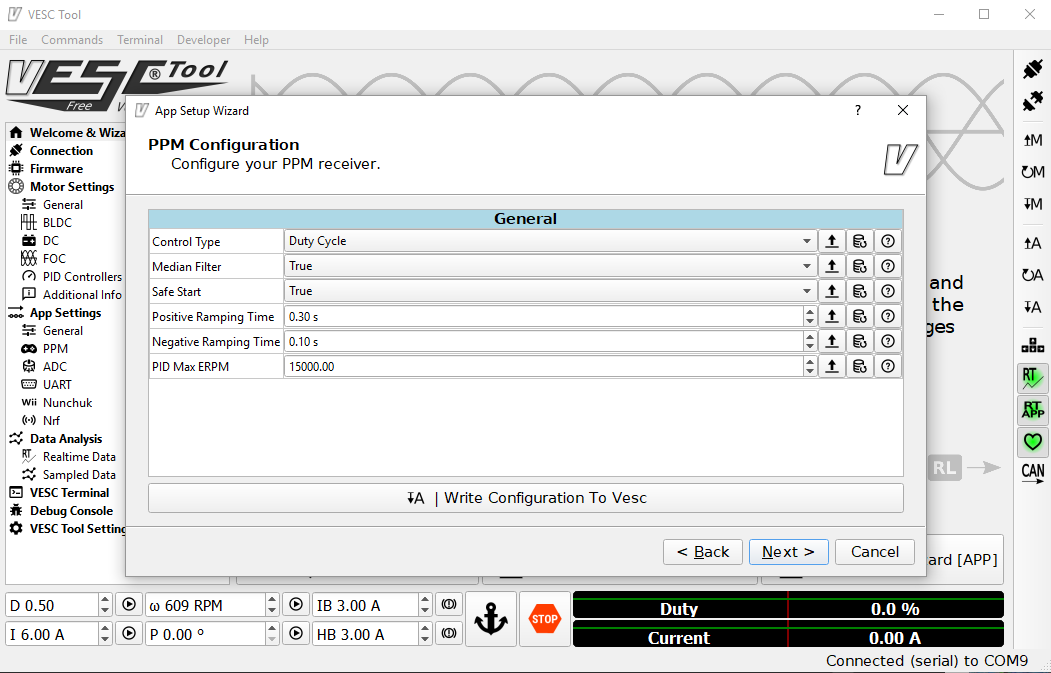 VESC Tool
File Commands Terminal Developer Help
VESC® Tool
Free
App Setup Wizard
?
PPM Configuration
Configure your PPM receiver.
General
Control Type Duty Cycle
Median Filter True
Safe Start True
Positive Ramping Time 0.30 s
Negative Ramping Time 0.10 s
PID Max ERPM 15000.00
A | Write Configuration To Vesc
< Back Next > Cancel
Welcome & Wiza
Connection
Firmware
Motor Settings
General
BLDC
DC
FOC
PID Controllers
Additional Info
App Settings
General
PPM
ADC
UART
Wii Nunchuk
Nrf
Data Analysis
RT Realtime Data
Sampled Data
VESC Terminal
Debug Console
VESC Tool Setting
and
the
ges
RL
ard [APP]
M
M
M
A
A
A
RT
RT APP
CAN
D 0.50 ω 609 RPM IB 3.00 A
I 6.00 A P 0.00 º HB 3.00 A
STOP
Duty 0.0 %
Current 0.00 A
Connected (serial) to COM9